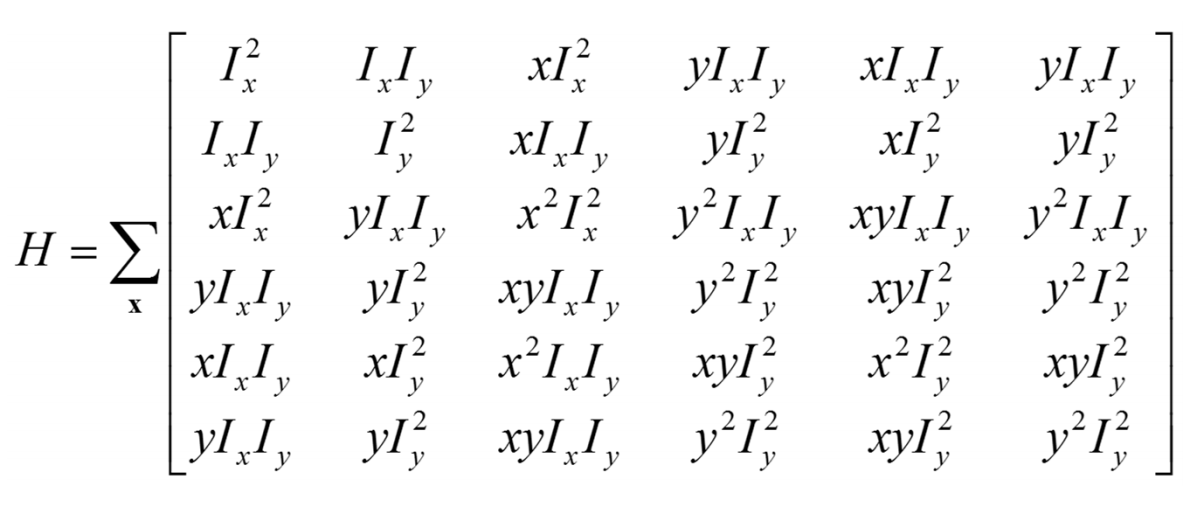 I_x^2 I_xI_y xI_x^2 yI_xI_y xI_xI_y yI_xI_y
I_xI_y I_y^2 xI_xI_y yI_y^2 xI_y^2 yI_y^2
xI_x^2 yI_xI_y x^2I_x^2 y^2I_xI_y xyI_xI_y y^2I_xI_y
H = ∑_x
yI_xI_y yI_y^2 xyI_xI_y y^2I_y^2 xyI_y^2 y^2I_y^2
xI_xI_y xI_y^2 x^2I_xI_y xyI_y^2 x^2I_y^2 xyI_y^2
yI_xI_y yI_y^2 xyI_xI_y y^2I_y^2 xyI_y^2 y^2I_y^2